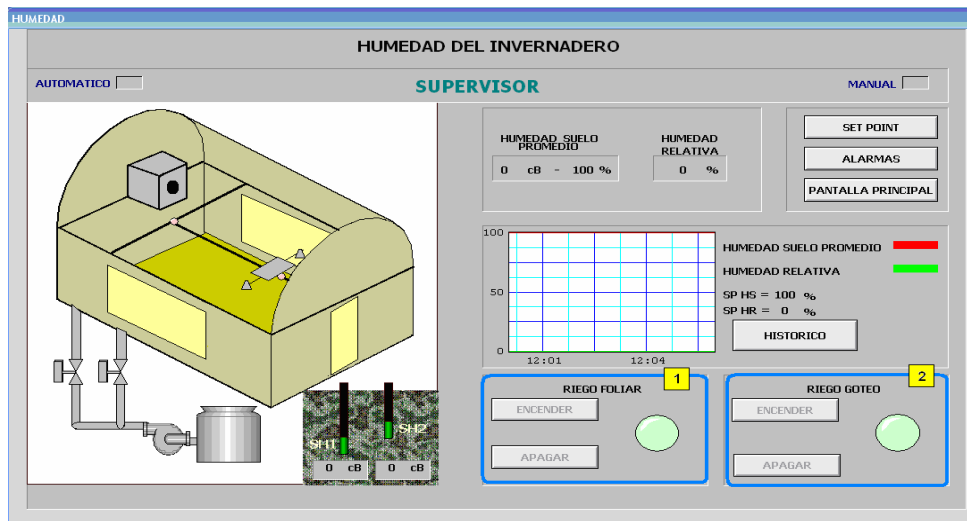 HUMEDAD
HUMEDAD DEL INVERNADERO
AUTOMATICO
SUPERVISOR
MANUAL
HUMEDAD SUELO
PROMEDIO
0 cB - 100 %
HUMEDAD
RELATIVA
0 %
SET POINT
ALARMAS
PANTALLA PRINCIPAL
100
50
0
12:01 12:04
HUMEDAD SUELO PROMEDIO
HUMEDAD RELATIVA
SP HS = 100 %
SP HR = 0 %
HISTORICO
SH1
SH2
0 cB
0 cB
RIEGO FOLIAR
1
ENCENDER
APAGAR
RIEGO GOTEO
2
ENCENDER
APAGAR